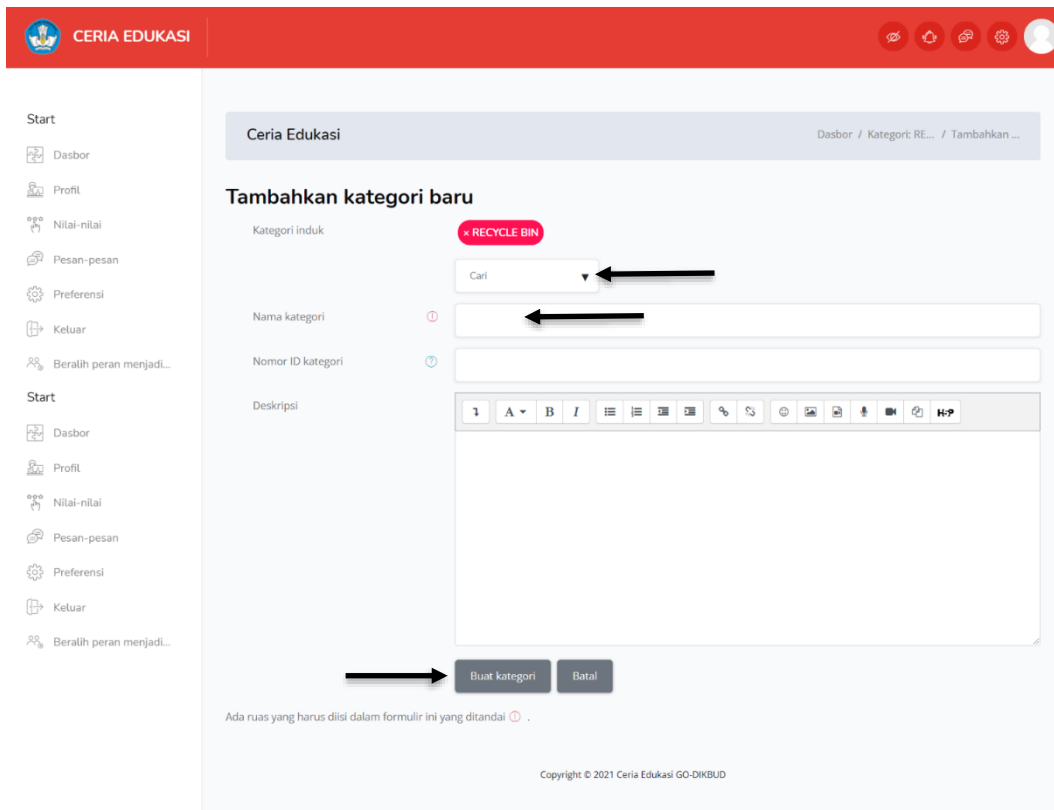 CERIA EDUKASI
Start
Dasbor
Profil
Nilai-nilai
Pesan-pesan
Preferensi
Keluar
Beralih peran menjadi...
Start
Dasbor
Profil
Nilai-nilai
Pesan-pesan
Preferensi
Keluar
Beralih peran menjadi...
Ceria Edukasi
Dasbor / Kategori: RE... / Tambahkan ...
Tambahkan kategori baru
Kategori induk
× RECYCLE BIN
Cari ▼
Nama kategori
Nomor ID kategori
Deskripsi
A B I H-P
Buat kategori Batal
Ada ruas yang harus diisi dalam formulir ini yang ditandai .
Copyright © 2021 Ceria Edukasi GO-DIKBUD